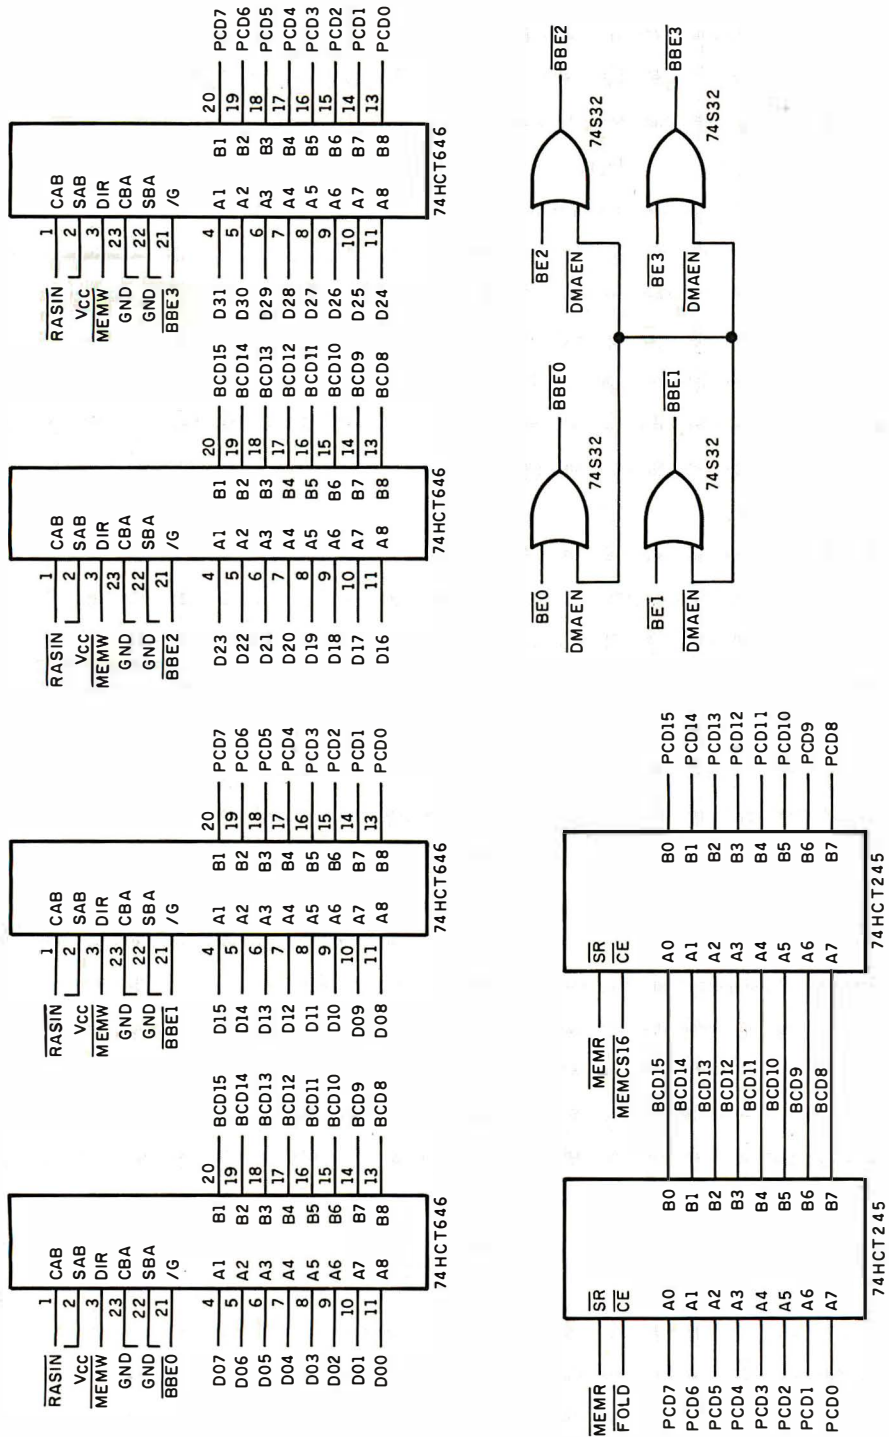 RASIN 1 CAB
VCC 2 SAB
MEMW 3 DIR
GND 23 CBA
GND 22 SBA
BBE0 21 /G
D07 4 A1 B1 20 BCD15
D06 5 A2 B2 19 BCD14
D05 6 A3 B3 18 BCD13
D04 7 A4 B4 17 BCD12
D03 8 A5 B5 16 BCD11
D02 9 A6 B6 15 BCD10
D01 10 A7 B7 14 BCD9
D00 11 A8 B8 13 BCD8
74HCT646
RASIN 1 CAB
VCC 2 SAB
MEMW 3 DIR
GND 23 CBA
GND 22 SBA
BBE1 21 /G
D15 4 A1 B1 20 PCD7
D14 5 A2 B2 19 PCD6
D13 6 A3 B3 18 PCD5
D12 7 A4 B4 17 PCD4
D11 8 A5 B5 16 PCD3
D10 9 A6 B6 15 PCD2
D09 10 A7 B7 14 PCD1
D08 11 A8 B8 13 PCD0
74HCT646
RASIN 1 CAB
VCC 2 SAB
MEMW 3 DIR
GND 23 CBA
GND 22 SBA
BBE2 21 /G
D23 4 A1 B1 20 BCD15
D22 5 A2 B2 19 BCD14
D21 6 A3 B3 18 BCD13
D20 7 A4 B4 17 BCD12
D19 8 A5 B5 16 BCD11
D18 9 A6 B6 15 BCD10
D17 10 A7 B7 14 BCD9
D16 11 A8 B8 13 BCD8
74HCT646
RASIN 1 CAB
VCC 2 SAB
MEMW 3 DIR
GND 23 CBA
GND 22 SBA
BBE3 21 /G
D31 4 A1 B1 20 PCD7
D30 5 A2 B2 19 PCD6
D29 6 A3 B3 18 PCD5
D28 7 A4 B4 17 PCD4
D27 8 A5 B5 16 PCD3
D26 9 A6 B6 15 PCD2
D25 10 A7 B7 14 PCD1
D24 11 A8 B8 13 PCD0
74HCT646
MEMR SR
FOLD CE
PCD7 A0 B0
PCD6 A1 B1
PCD5 A2 B2
PCD4 A3 B3
PCD3 A4 B4
PCD2 A5 B5
PCD1 A6 B6
PCD0 A7 B7
74HCT245
MEMR SR
MEMCS16 CE
BCD15 A0 B0 PCD15
BCD14 A1 B1 PCD14
BCD13 A2 B2 PCD13
BCD12 A3 B3 PCD12
BCD11 A4 B4 PCD11
BCD10 A5 B5 PCD10
BCD9 A6 B6 PCD9
BCD8 A7 B7 PCD8
74HCT245
BE0 BBE0
DMAEN 74S32
BE1 BBE1
DMAEN 74S32
BE2 BBE2
DMAEN 74S32
BE3 BBE3
DMAEN 74S32